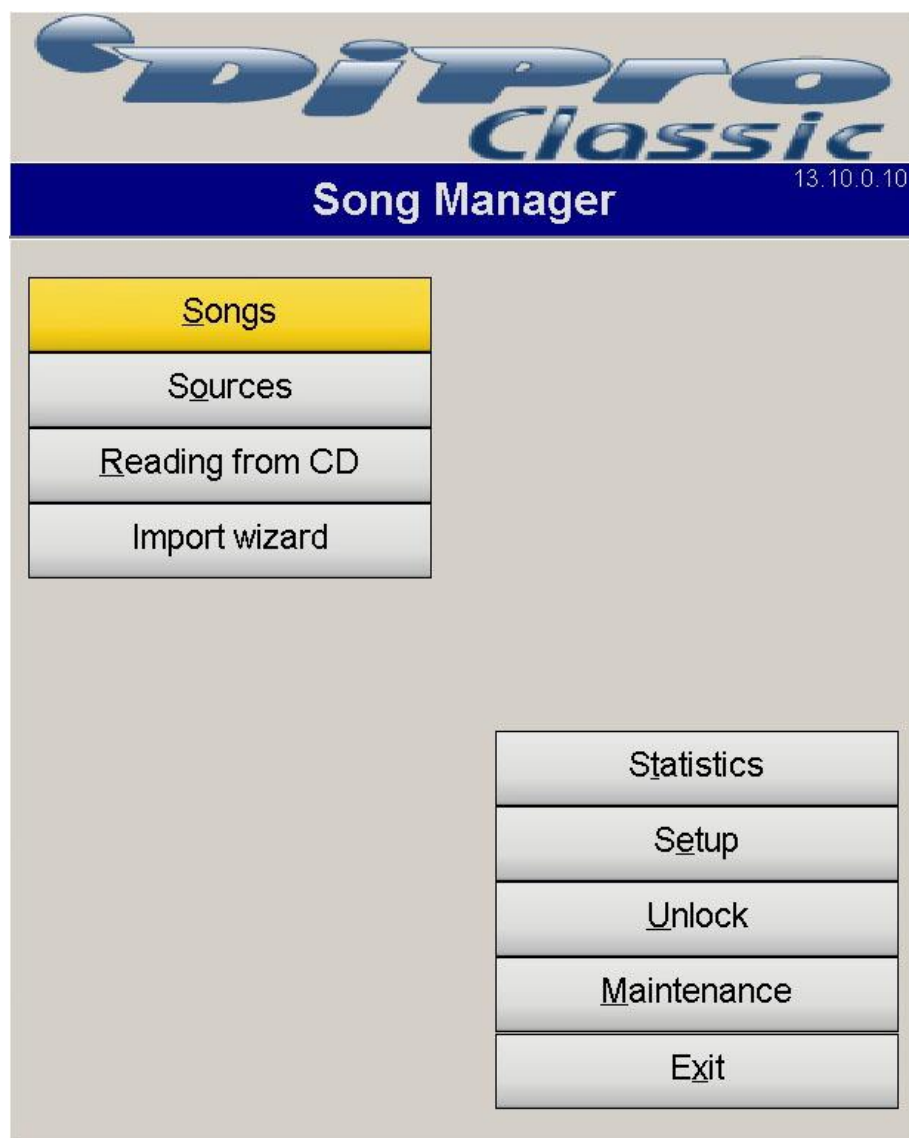 DjPro
Classic
Song Manager
13.10.0.10
Songs
Sources
Reading from CD
Import wizard
Statistics
Setup
Unlock
Maintenance
Exit